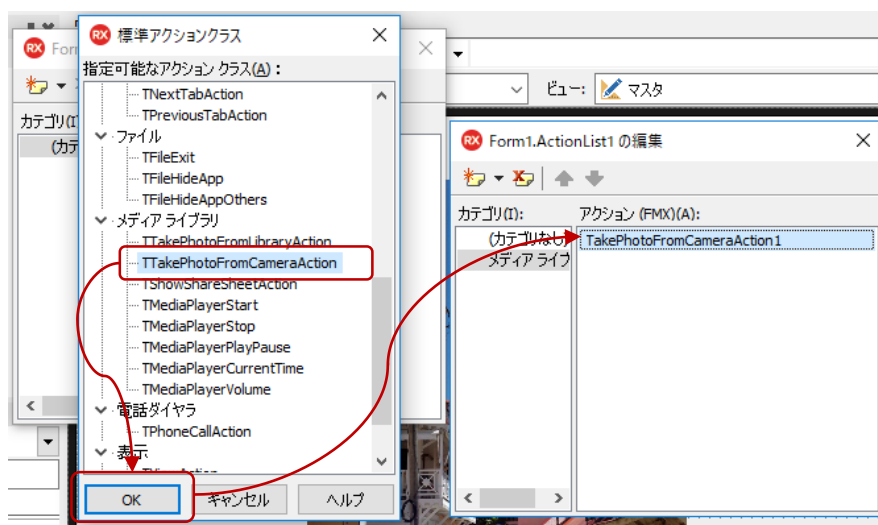 Form
標準アクションクラス
指定可能なアクション クラス(A)：
TNextTabAction
TPreviousTabAction
ファイル
TFileExit
TFileHideApp
TFileHideAppOthers
メディア ライブラリ
TTakePhotoFromLibraryAction
TTakePhotoFromCameraAction
TShowShareSheetAction
TMediaPlayerStart
TMediaPlayerStop
TMediaPlayerPlayPause
TMediaPlayerCurrentTime
TMediaPlayerVolume
電話ダイヤラ
TPhoneCallAction
表示
OK
キャンセル
ヘルプ
カテゴリ(I
(カテ
ビュー:
マスタ
RX
Form1.ActionList1 の編集
カテゴリ(I):
アクション (FMX)(A):
(カテゴリなし)
TakePhotoFromCameraAction1
メディア ライブ